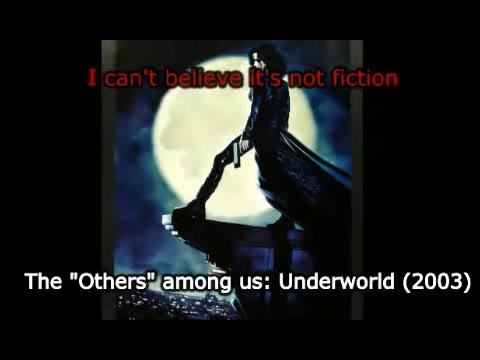 I can't believe it's not fiction
The "Others" among us: Underworld (2003)